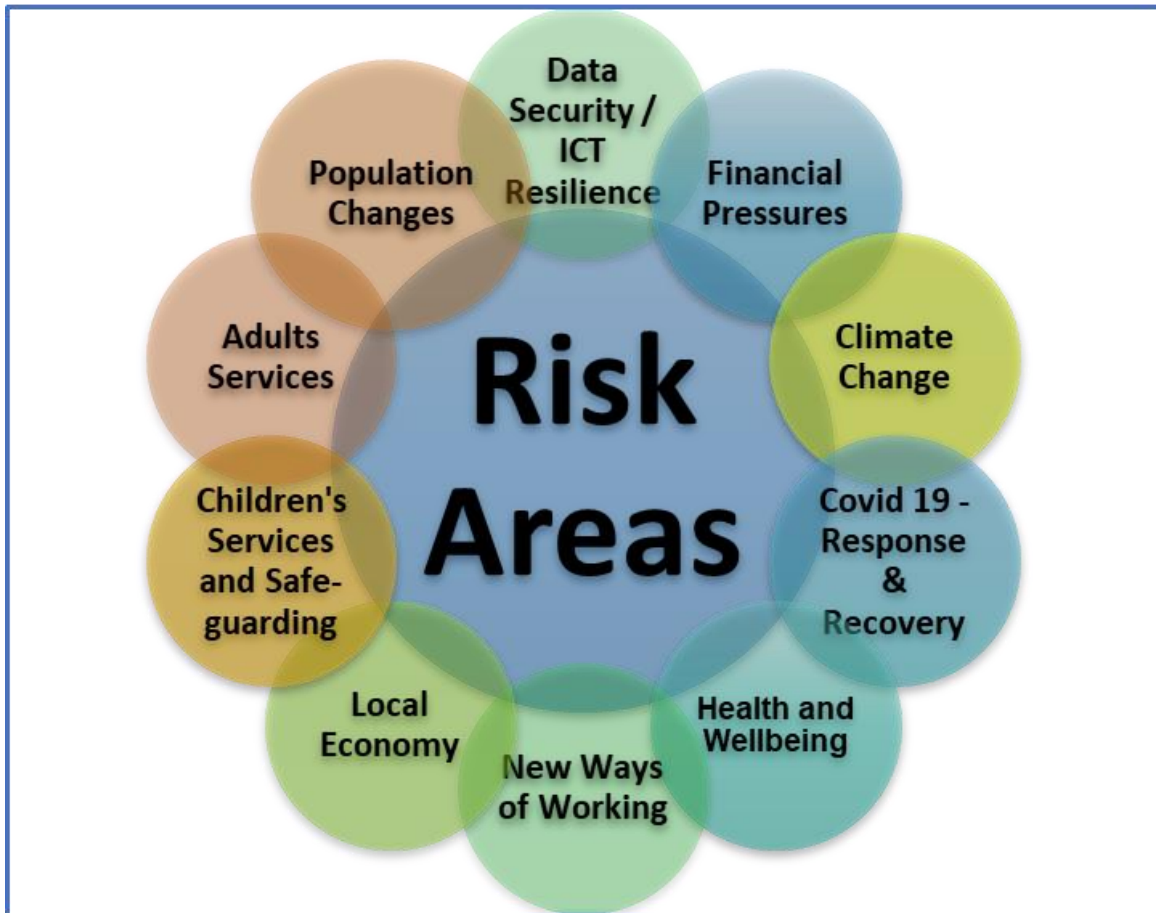 Data
Security /
ICT
Resilience
Financial
Pressures
Climate
Change
Covid 19 -
Response
&
Recovery
Health and
Wellbeing
New Ways
of Working
Local
Economy
Children's
Services
and Safe-
guarding
Adults
Services
Population
Changes
Risk
Areas